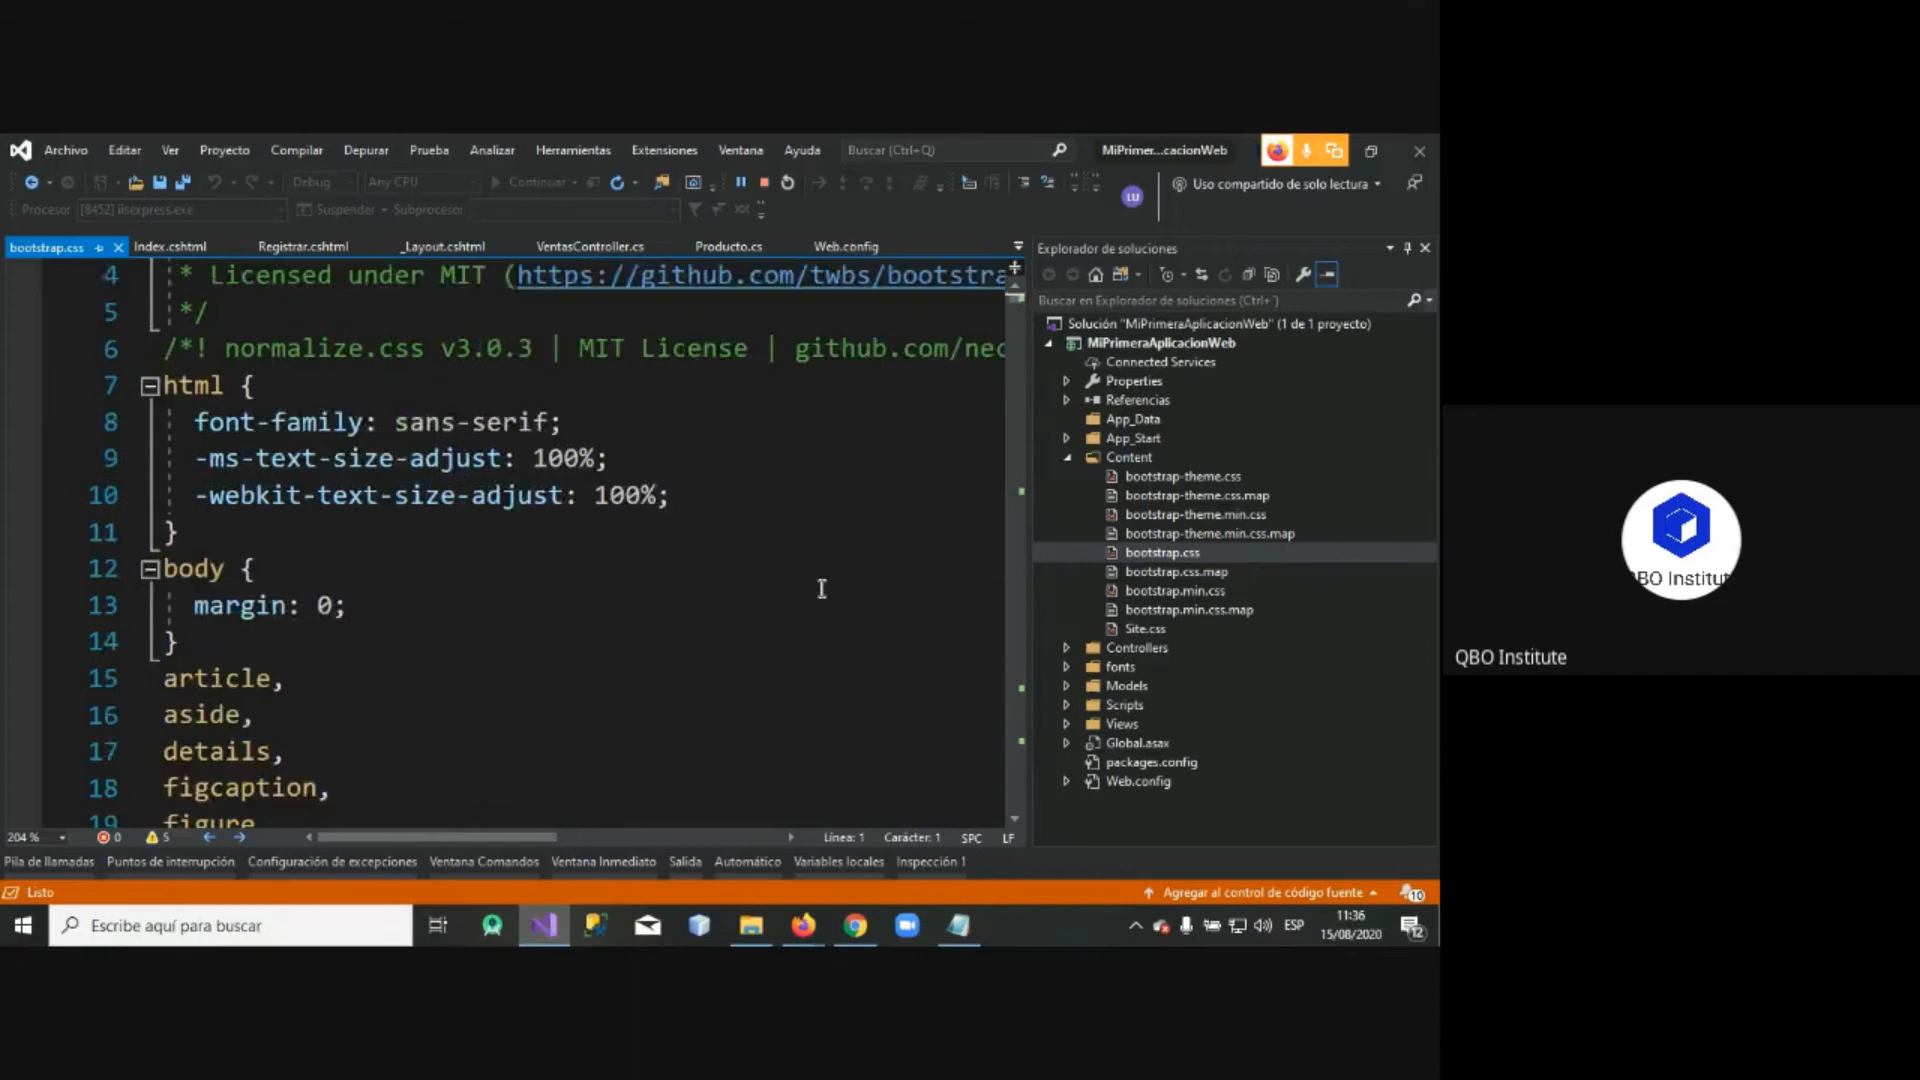 Archivo Editar Ver Proyecto Compilar Depurar Prueba Analizar Herramientas Extensiones Ventana Ayuda Buscar (Ctrl+Q) MiPrimer...cacionWeb
Debug Any CPU Continuar LU Uso compartido de solo lectura
Proceso: [8452] iisexpress.exe Suspender Subproceso:
bootstrap.css Index.cshtml Registrar.cshtml _Layout.cshtml VentasController.cs Producto.cs Web.config
4 * Licensed under MIT (https://github.com/twbs/bootstra
5 */
6 /*! normalize.css v3.0.3 | MIT License | github.com/nec
7 html {
8 font-family: sans-serif;
9 -ms-text-size-adjust: 100%;
10 -webkit-text-size-adjust: 100%;
11 }
12 body {
13 margin: 0;
14 }
15 article,
16 aside,
17 details,
18 figcaption,
19 figure
204 % 0 5 Línea: 1 Carácter: 1 SPC LF
Explorador de soluciones
Buscar en Explorador de soluciones (Ctrl+´)
Solución "MiPrimeraAplicacionWeb" (1 de 1 proyecto)
MiPrimeraAplicacionWeb
Connected Services
Properties
Referencias
App_Data
App_Start
Content
bootstrap-theme.css
bootstrap-theme.css.map
bootstrap-theme.min.css
bootstrap-theme.min.css.map
bootstrap.css
bootstrap.css.map
bootstrap.min.css
bootstrap.min.css.map
Site.css
Controllers
fonts
Models
Scripts
Views
Global.asax
packages.config
Web.config
Pila de llamadas Puntos de interrupción Configuración de excepciones Ventana Comandos Ventana Inmediato Salida Automático Variables locales Inspección 1
Listo Agregar al control de código fuente 10
Escribe aquí para buscar ESP 11:36
15/08/2020 12
QBO Institut
QBO Institute